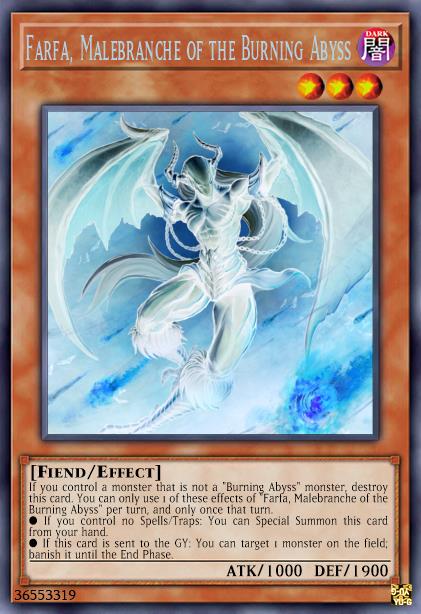 Farfa, Malebranche of the Burning Abyss
DARK
闇
[Fiend/Effect]
If you control a monster that is not a "Burning Abyss" monster, destroy
this card. You can only use 1 of these effects of "Farfa, Malebranche of the
Burning Abyss" per turn, and only once that turn.
● If you control no Spells/Traps: You can Special Summon this card
from your hand.
● If this card is sent to the GY: You can target 1 monster on the field;
banish it until the End Phase.
ATK/1000 DEF/1900
36553319